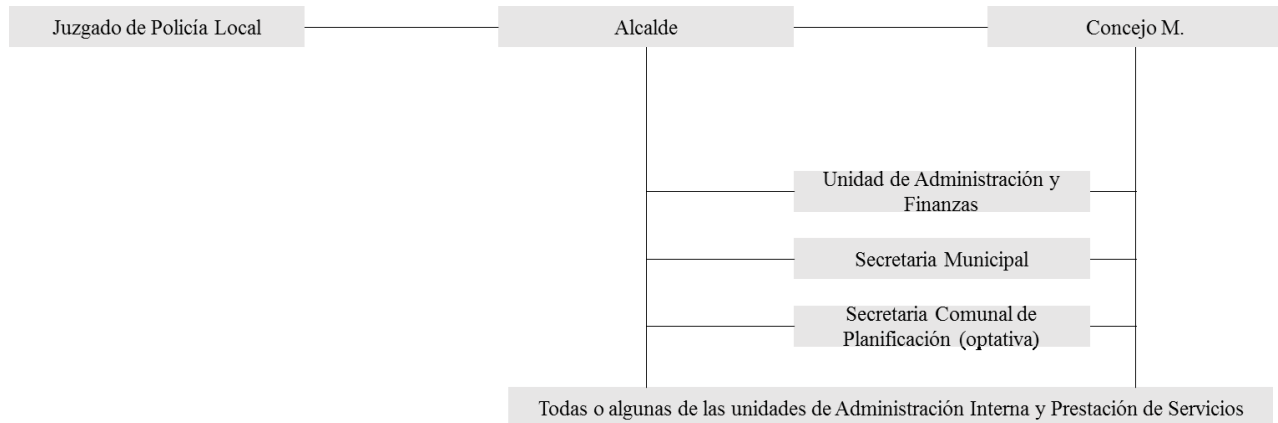 Juzgado de Policía Local
Alcalde
Concejo M.
Unidad de Administración y
Finanzas
Secretaria Municipal
Secretaria Comunal de
Planificación (optativa)
Todas o algunas de las unidades de Administración Interna y Prestación de Servicios